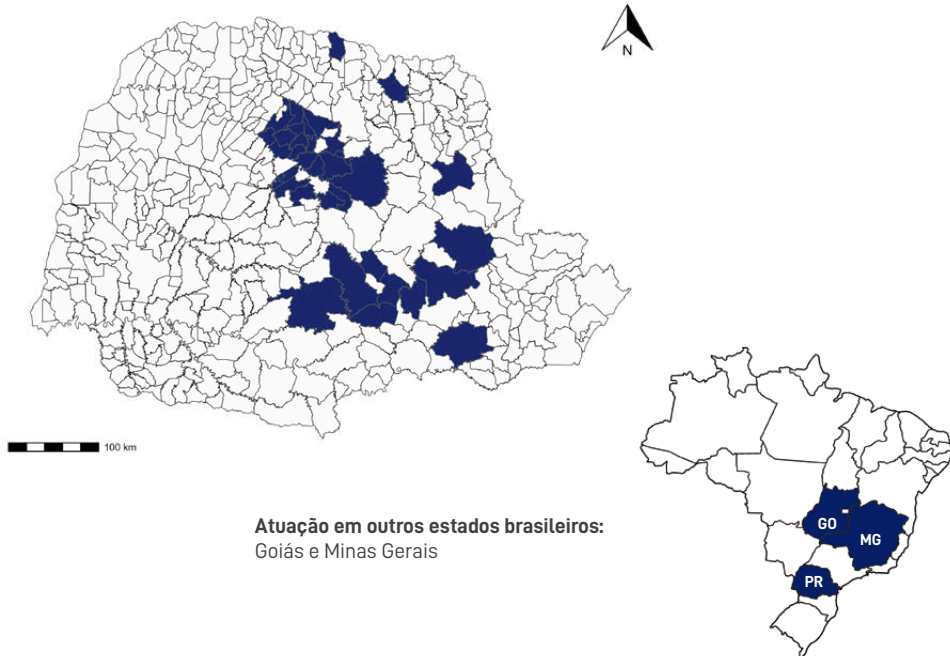 N
100 km
Atuação em outros estados brasileiros:
Goiás e Minas Gerais
GO
MG
PR